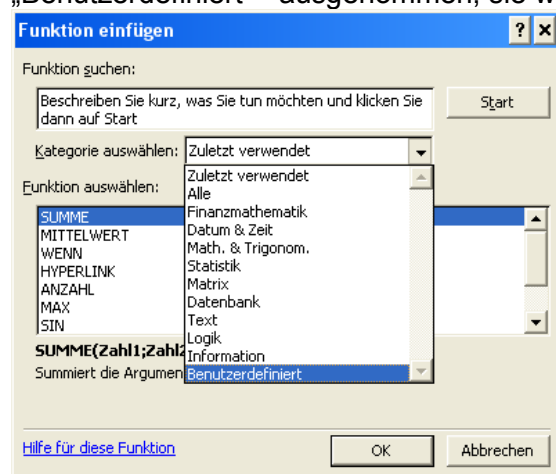 „Benutzerdefiniert“ ausgenommen, sie w
Funktion einfügen
Funktion suchen:
Beschreiben Sie kurz, was Sie tun möchten und klicken Sie
dann auf Start
Start
Kategorie auswählen: Zuletzt verwendet
Zuletzt verwendet
Alle
Finanzmathematik
Datum & Zeit
Math. & Trigonom.
Statistik
Matrix
Datenbank
Text
Logik
Information
Benutzerdefiniert
Funktion auswählen:
SUMME
MITTELWERT
WENN
HYPERLINK
ANZAHL
MAX
SIN
SUMME(Zahl1;Zahl2
Summiert die Argumen
Hilfe für diese Funktion
OK
Abbrechen